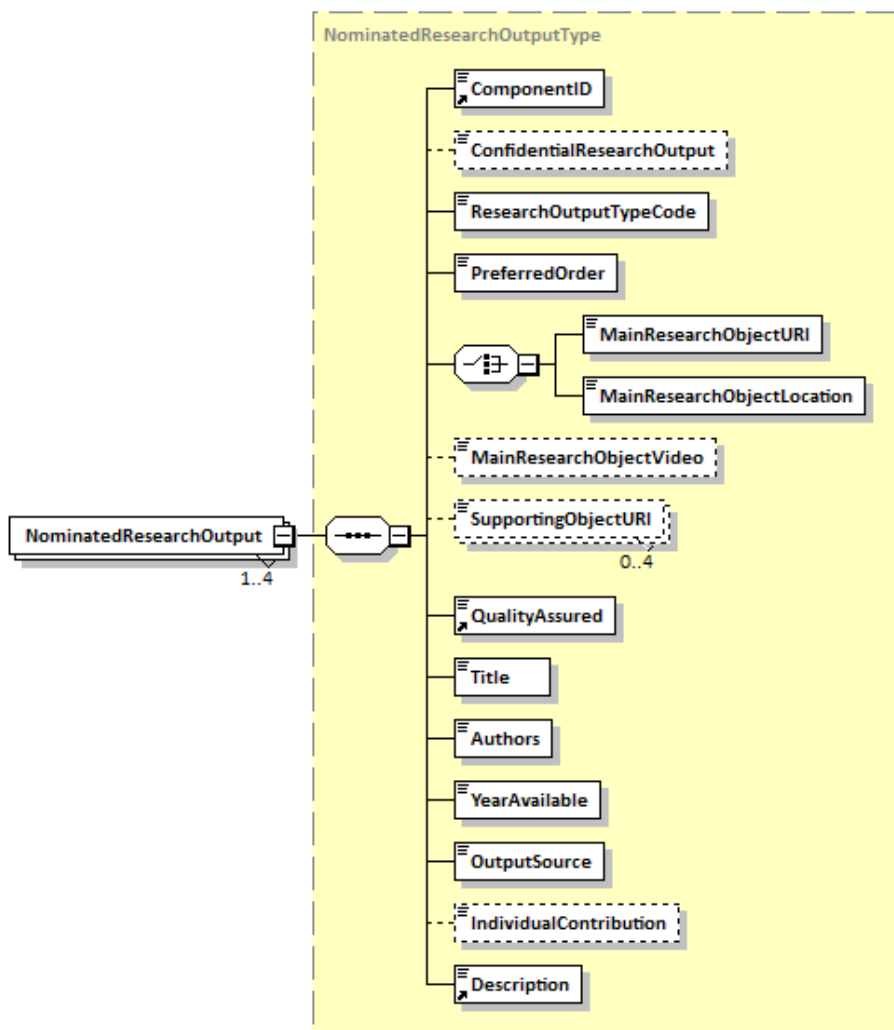 NominatedResearchOutputType
ComponentID
ConfidentialResearchOutput
ResearchOutputTypeCode
PreferredOrder
MainResearchObjectURI
MainResearchObjectLocation
MainResearchObjectVideo
SupportingObjectURI
0..4
NominatedResearchOutput
1..4
QualityAssured
Title
Authors
YearAvailable
OutputSource
IndividualContribution
Description